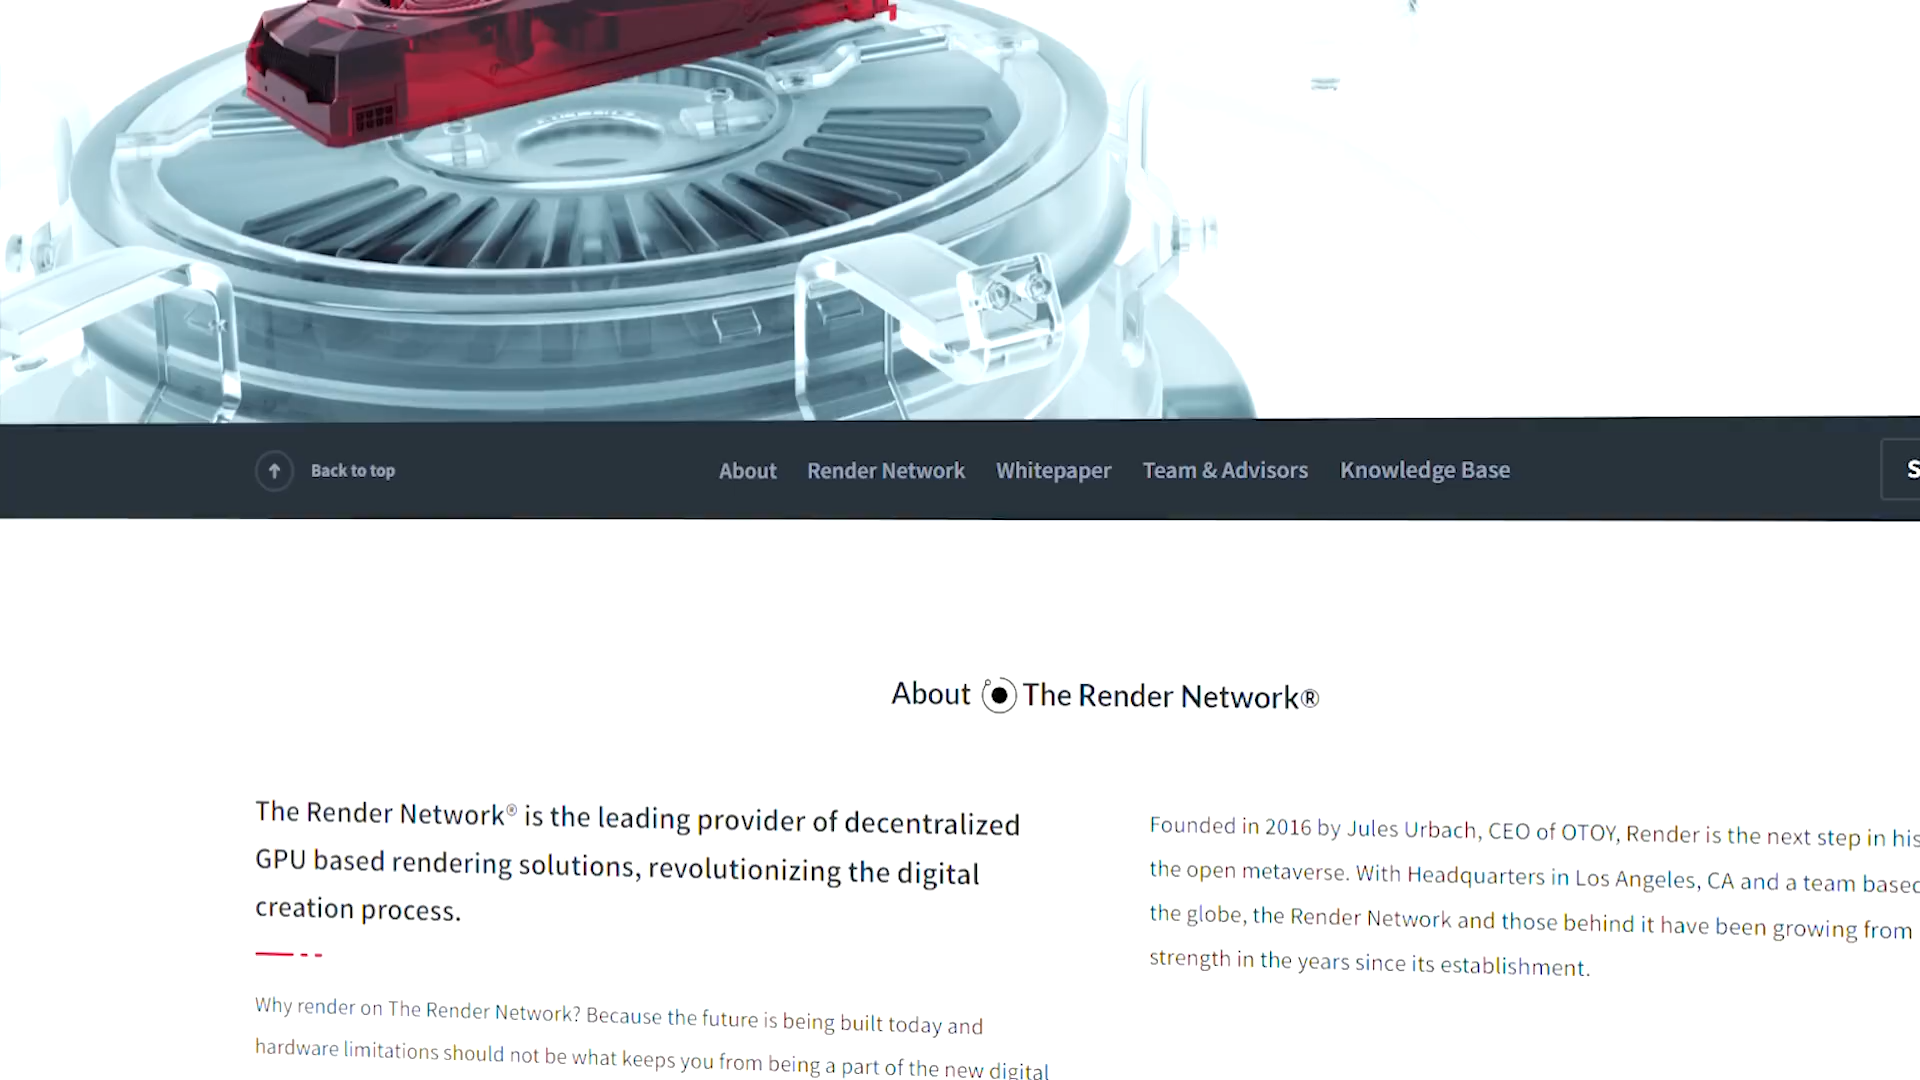 Back to top
About
Render Network
Whitepaper
Team & Advisors
Knowledge Base
S
About The Render Network®
The Render Network® is the leading provider of decentralized
GPU based rendering solutions, revolutionizing the digital
creation process.
Why render on The Render Network? Because the future is being built today and
hardware limitations should not be what keeps you from being a part of the new digital
Founded in 2016 by Jules Urbach, CEO of OTOY, Render is the next step in his
the open metaverse. With Headquarters in Los Angeles, CA and a team based
the globe, the Render Network and those behind it have been growing from
strength in the years since its establishment.